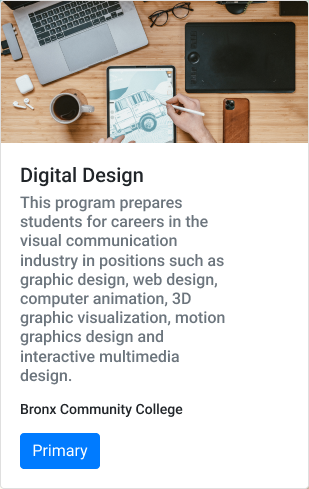 Digital Design
This program prepares
students for careers in the
visual communication
industry in positions such as
graphic design, web design,
computer animation, 3D
graphic visualization, motion
graphics design and
interactive multimedia
design.
Bronx Community College
Primary